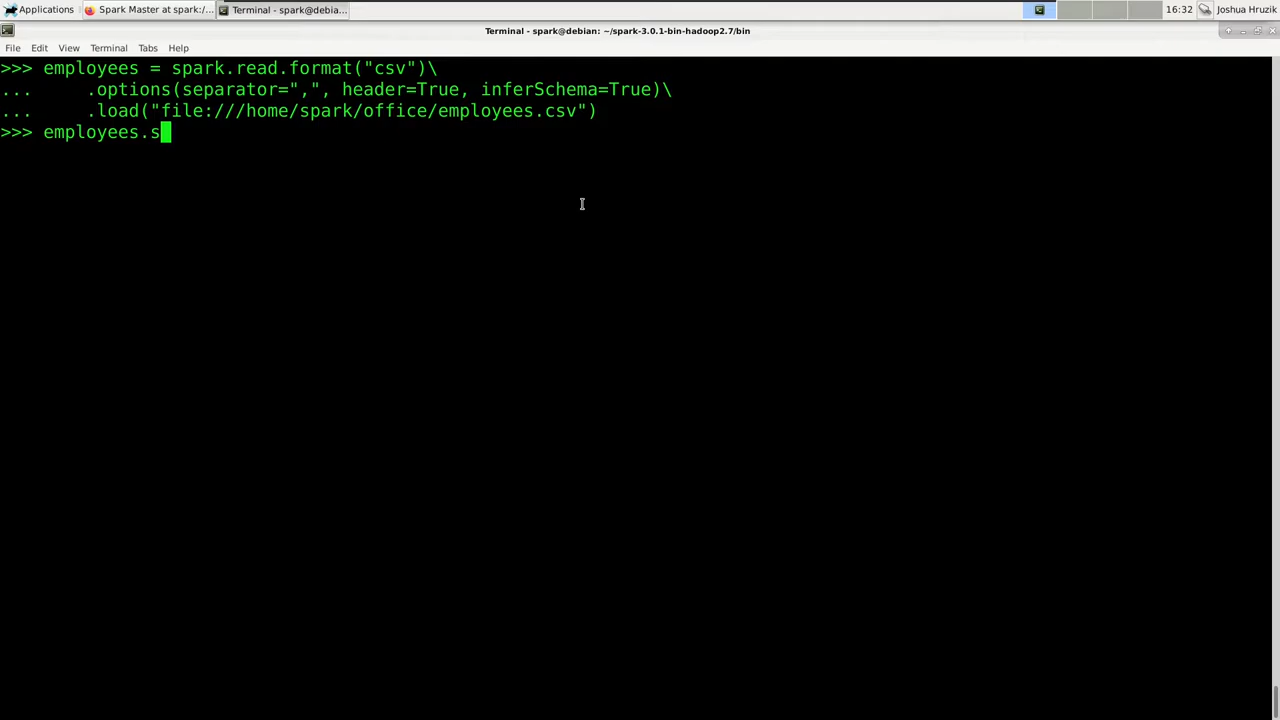 Applications Spark Master at spark:/... Terminal - spark@debia... 16:32 Joshua Hruzik
Terminal - spark@debian: ~/spark-3.0.1-bin-hadoop2.7/bin
File Edit View Terminal Tabs Help
>>> employees = spark.read.format("csv")\
... .options(separator=",", header=True, inferSchema=True)\
... .load("file:///home/spark/office/employees.csv")
>>> employees.s